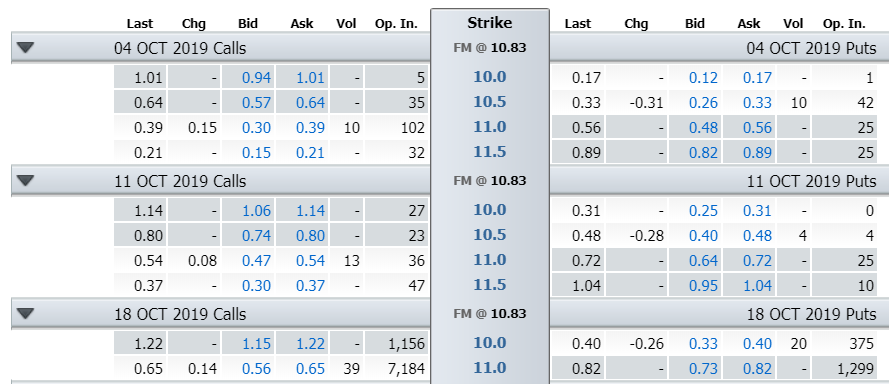 Last Chg Bid Ask Vol Op. In. Strike Last Chg Bid Ask Vol Op. In.
04 OCT 2019 Calls FM @ 10.83 04 OCT 2019 Puts
1.01 - 0.94 1.01 - 5 10.0 0.17 - 0.12 0.17 - 1
0.64 - 0.57 0.64 - 35 10.5 0.33 -0.31 0.26 0.33 10 42
0.39 0.15 0.30 0.39 10 102 11.0 0.56 - 0.48 0.56 - 25
0.21 - 0.15 0.21 - 32 11.5 0.89 - 0.82 0.89 - 25
11 OCT 2019 Calls FM @ 10.83 11 OCT 2019 Puts
1.14 - 1.06 1.14 - 27 10.0 0.31 - 0.25 0.31 - 0
0.80 - 0.74 0.80 - 23 10.5 0.48 -0.28 0.40 0.48 4 4
0.54 0.08 0.47 0.54 13 36 11.0 0.72 - 0.64 0.72 - 25
0.37 - 0.30 0.37 - 47 11.5 1.04 - 0.95 1.04 - 10
18 OCT 2019 Calls FM @ 10.83 18 OCT 2019 Puts
1.22 - 1.15 1.22 - 1,156 10.0 0.40 -0.26 0.33 0.40 20 375
0.65 0.14 0.56 0.65 39 7,184 11.0 0.82 - 0.73 0.82 - 1,299